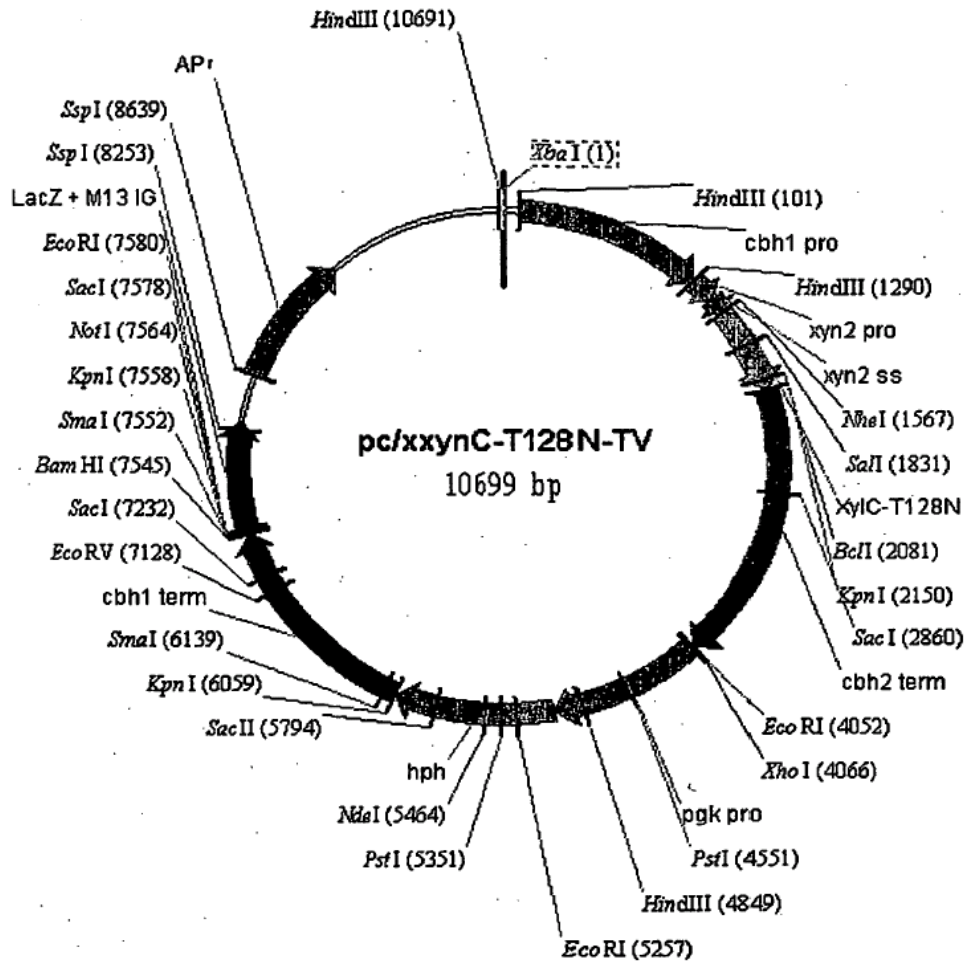 HindIII (10691)
APr
SspI (8639)
SspI (8253)
LacZ + M13 IG
EcoRI (7580)
SacI (7578)
NotI (7564)
KpnI (7558)
SmaI (7552)
BamHI (7545)
SacI (7232)
EcoRV (7128)
cbh1 term
SmaI (6139)
KpnI (6059)
SacII (5794)
hph
NdeI (5464)
PstI (5351)
XbaI (1)
HindIII (101)
cbh1 pro
HindIII (1290)
xyn2 pro
xyn2 ss
NheI (1567)
SalI (1831)
XylC-T128N
BclI (2081)
KpnI (2150)
SacI (2860)
cbh2 term
EcoRI (4052)
XhoI (4066)
pgk pro
PstI (4551)
HindIII (4849)
EcoRI (5257)
pc/xxynC-T128N-TV
10699 bp